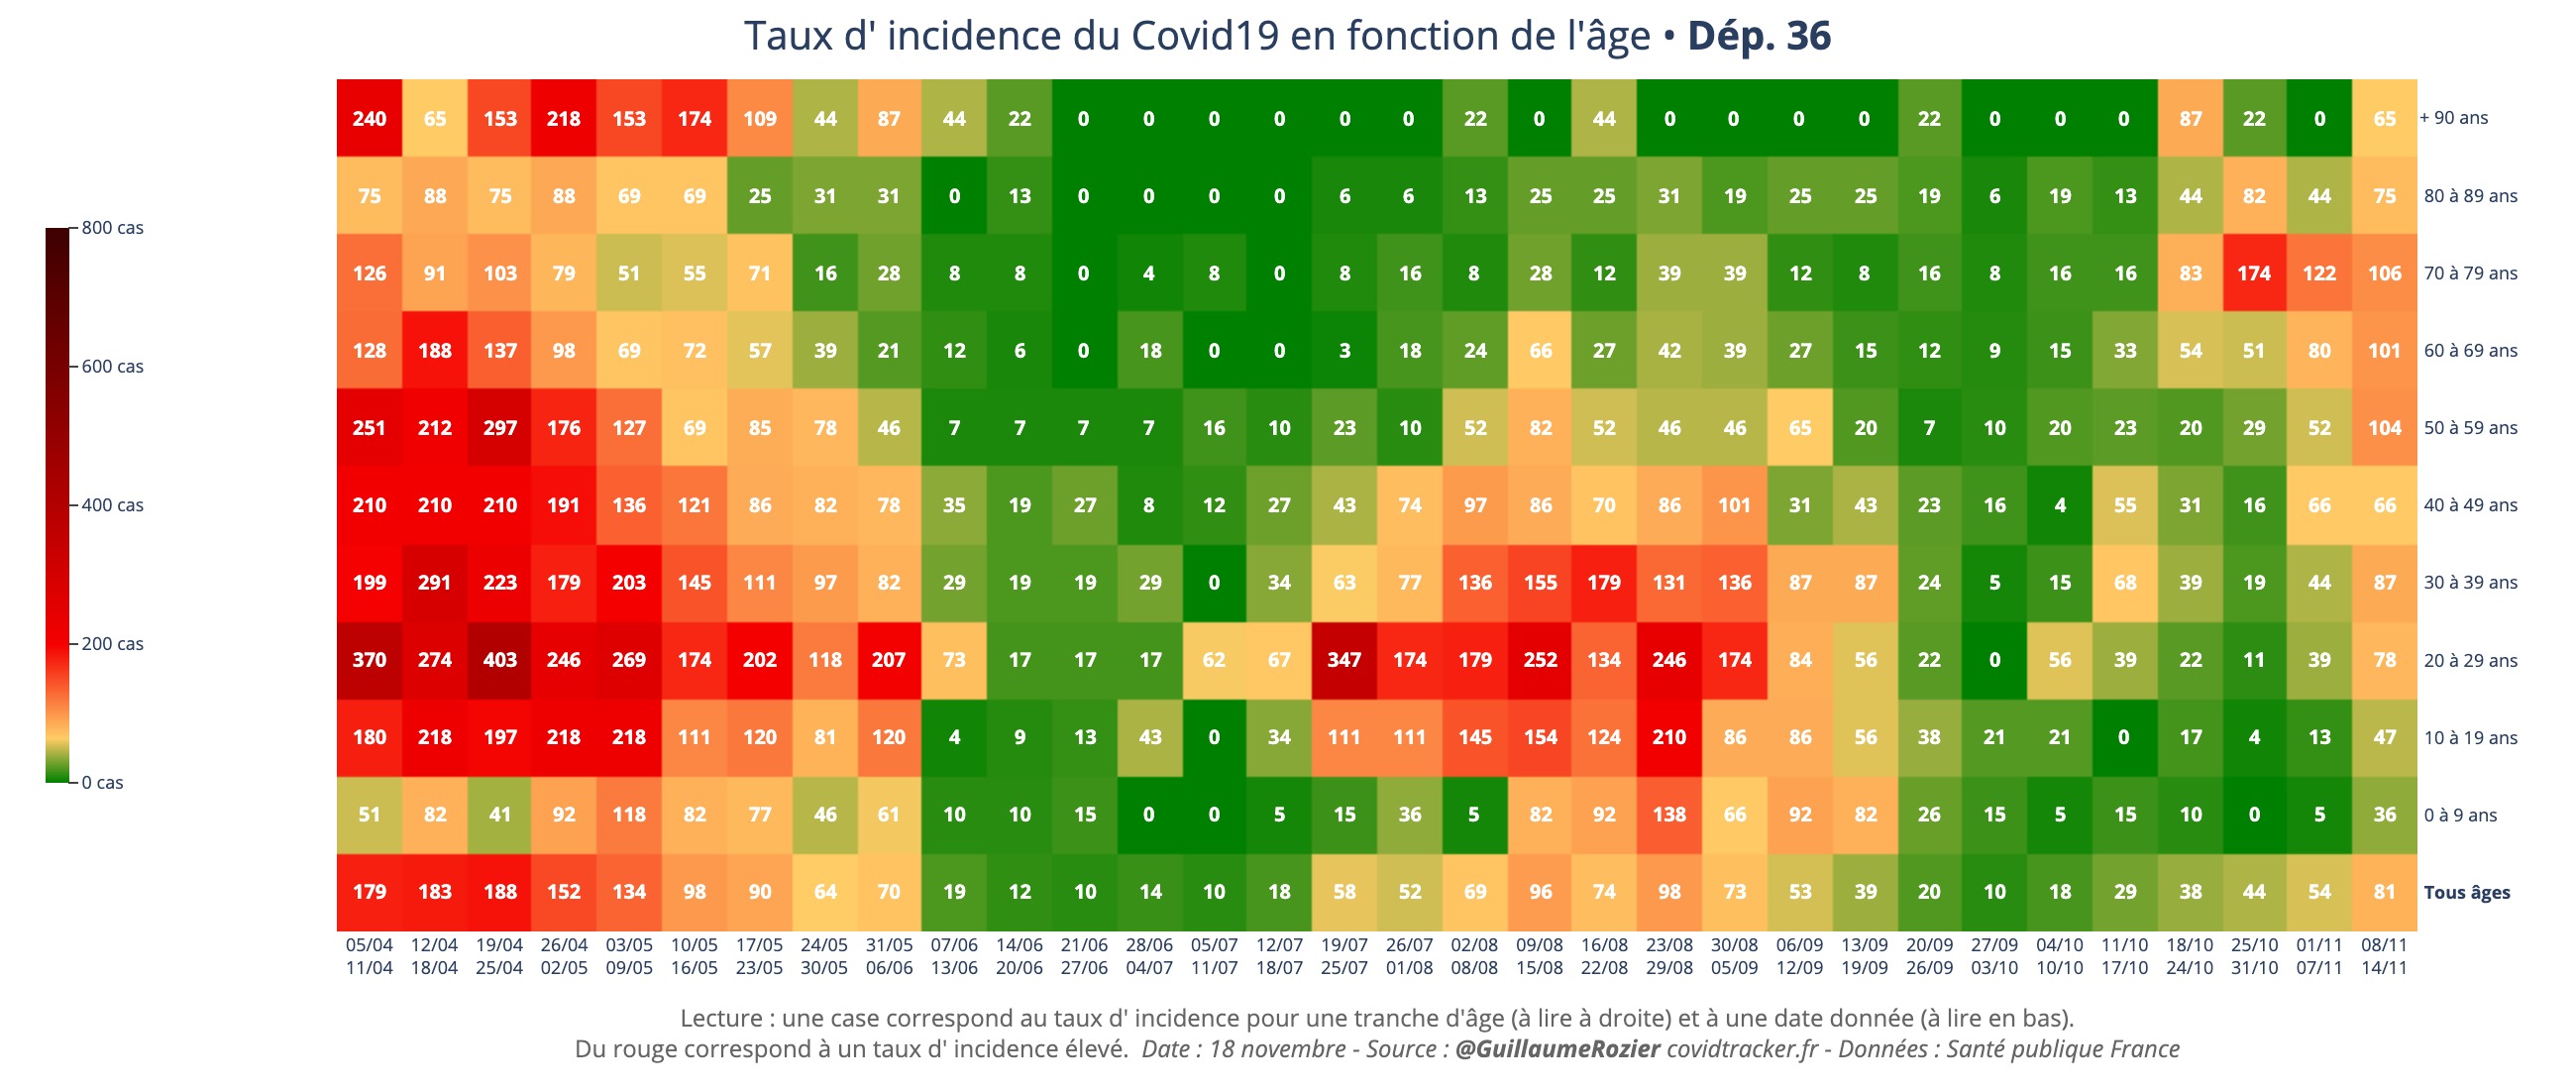 Taux d' incidence du Covid19 en fonction de l'âge • Dép. 36
800 cas
600 cas
400 cas
200 cas
0 cas
240 65 153 218 153 174 109 44 87 44 22 0 0 0 0 0 0 22 0 44 0 0 0 0 22 0 0 0 87 22 0 65 + 90 ans
75 88 75 88 69 69 25 31 31 0 13 0 0 0 0 6 6 13 25 25 31 19 25 25 19 6 19 13 44 82 44 75 80 à 89 ans
126 91 103 79 51 55 71 16 28 8 8 0 4 8 0 8 16 8 28 12 39 39 12 8 16 8 16 16 83 174 122 106 70 à 79 ans
128 188 137 98 69 72 57 39 21 12 6 0 18 0 0 3 18 24 66 27 42 39 27 15 12 9 15 33 54 51 80 101 60 à 69 ans
251 212 297 176 127 69 85 78 46 7 7 7 7 16 10 23 10 52 82 52 46 46 65 20 7 10 20 23 20 29 52 104 50 à 59 ans
210 210 210 191 136 121 86 82 78 35 19 27 8 12 27 43 74 97 86 70 86 101 31 43 23 16 4 55 31 16 66 66 40 à 49 ans
199 291 223 179 203 145 111 97 82 29 19 19 29 0 34 63 77 136 155 179 131 136 87 87 24 5 15 68 39 19 44 87 30 à 39 ans
370 274 403 246 269 174 202 118 207 73 17 17 17 62 67 347 174 179 252 134 246 174 84 56 22 0 56 39 22 11 39 78 20 à 29 ans
180 218 197 218 218 111 120 81 120 4 9 13 43 0 34 111 111 145 154 124 210 86 86 56 38 21 21 0 17 4 13 47 10 à 19 ans
51 82 41 92 118 82 77 46 61 10 10 15 0 0 5 15 36 5 82 92 138 66 92 82 26 15 5 15 10 0 5 36 0 à 9 ans
179 183 188 152 134 98 90 64 70 19 12 10 14 10 18 58 52 69 96 74 98 73 53 39 20 10 18 29 38 44 54 81 Tous âges
05/04 12/04 19/04 26/04 03/05 10/05 17/05 24/05 31/05 07/06 14/06 21/06 28/06 05/07 12/07 19/07 26/07 02/08 09/08 16/08 23/08 30/08 06/09 13/09 20/09 27/09 04/10 11/10 18/10 25/10 01/11 08/11
11/04 18/04 25/04 02/05 09/05 16/05 23/05 30/05 06/06 13/06 20/06 27/06 04/07 11/07 18/07 25/07 01/08 08/08 15/08 22/08 29/08 05/09 12/09 19/09 26/09 03/10 10/10 17/10 24/10 31/10 07/11 14/11
Lecture : une case correspond au taux d' incidence pour une tranche d'âge (à lire à droite) et à une date donnée (à lire en bas).
Du rouge correspond à un taux d' incidence élevé. Date : 18 novembre - Source : @GuillaumeRozier covidtracker.fr - Données : Santé publique France